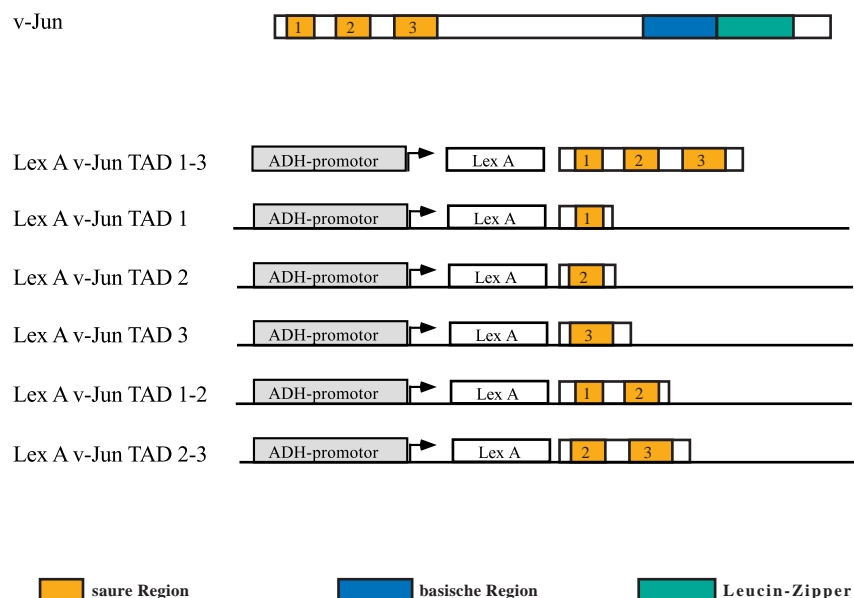 v-Jun 1 2 3
Lex A v-Jun TAD 1-3 ADH-promotor Lex A 1 2 3
Lex A v-Jun TAD 1 ADH-promotor Lex A 1
Lex A v-Jun TAD 2 ADH-promotor Lex A 2
Lex A v-Jun TAD 3 ADH-promotor Lex A 3
Lex A v-Jun TAD 1-2 ADH-promotor Lex A 1 2
Lex A v-Jun TAD 2-3 ADH-promotor Lex A 2 3
saure Region basische Region Leucin-Zipper